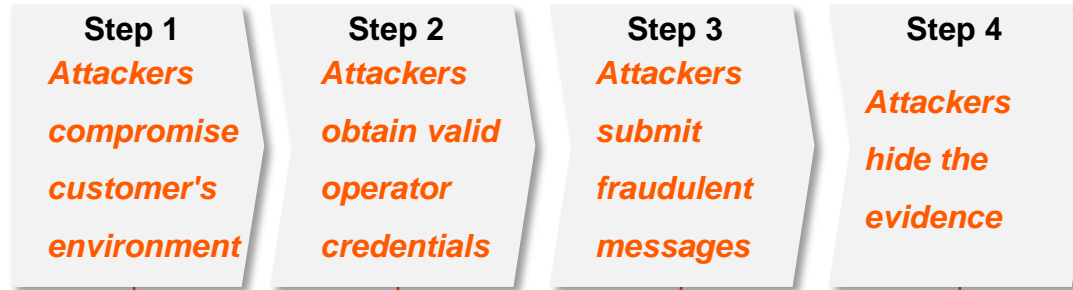 Step 1
Attackers
compromise
customer's
environment
Step 2
Attackers
obtain valid
operator
credentials
Step 3
Attackers
submit
fraudulent
messages
Step 4
Attackers
hide the
evidence